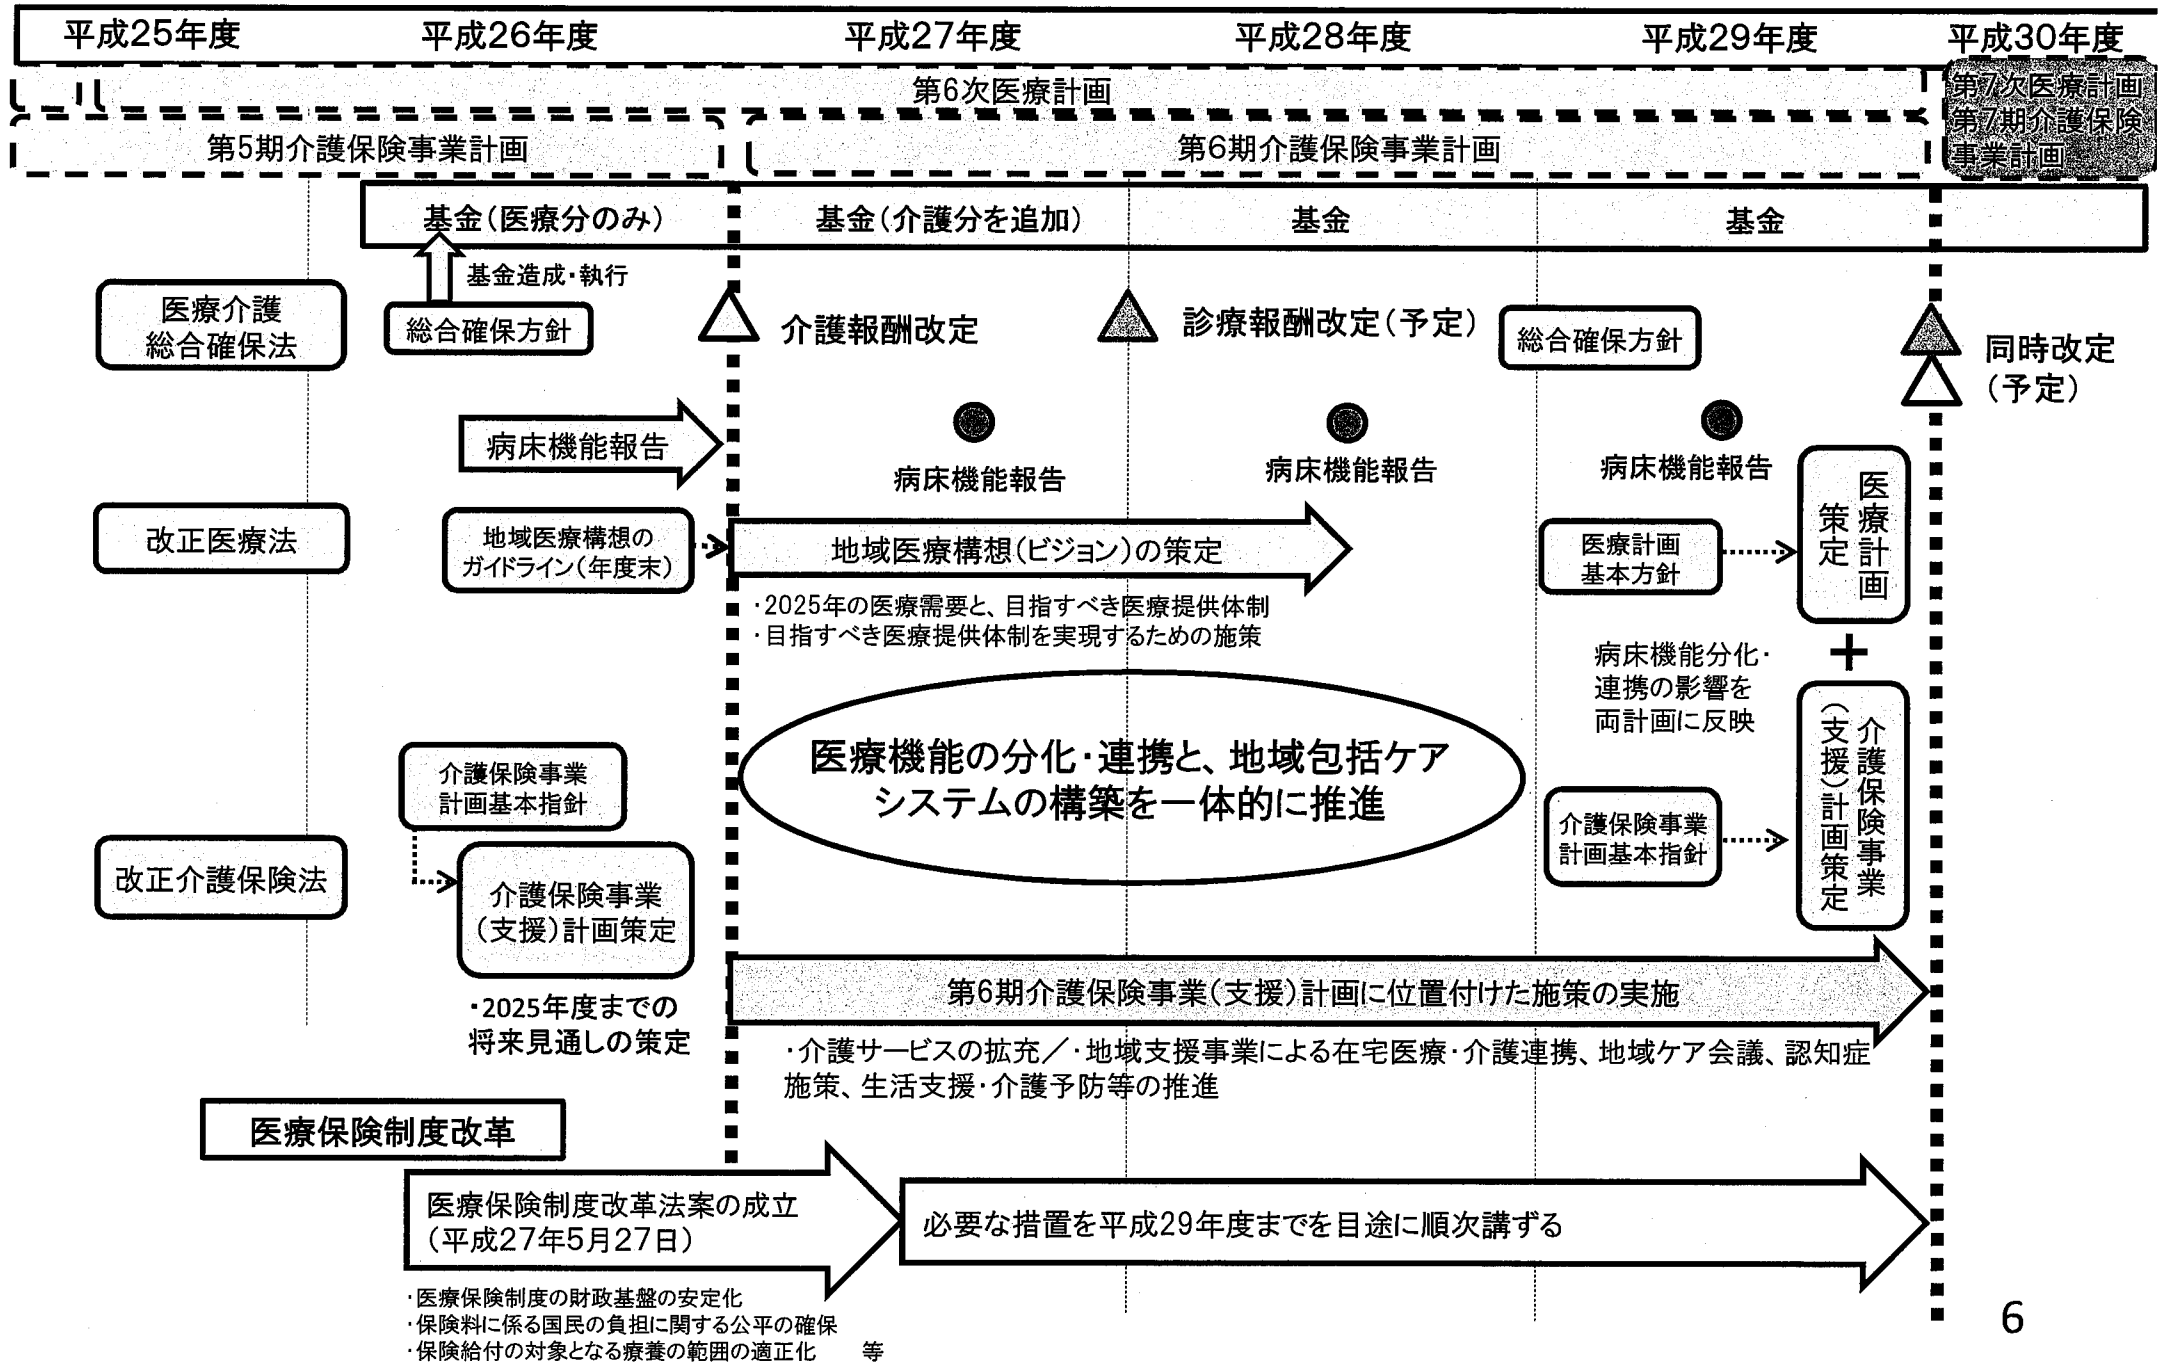 平成25年度
平成26年度
平成27年度
平成28年度
平成29年度
平成30年度
第6次医療計画
第7次医療計画
第7期介護保険
事業計画
第5期介護保険事業計画
第6期介護保険事業計画
基金(医療分のみ)
基金(介護分を追加)
基金
基金
基金造成・執行
医療介護
総合確保法
総合確保方針
介護報酬改定
診療報酬改定(予定)
総合確保方針
同時改定
(予定)
病床機能報告
病床機能報告
病床機能報告
病床機能報告
改正医療法
地域医療構想の
ガイドライン(年度末)
地域医療構想(ビジョン)の策定
・2025年の医療需要と、目指すべき医療提供体制
・目指すべき医療提供体制を実現するための施策
医療計画
基本方針
医療計画
策定
+
病床機能分化・
連携の影響を
両計画に反映
医療機能の分化・連携と、地域包括ケア
システムの構築を一体的に推進
介護保険事業
計画基本指針
改正介護保険法
介護保険事業
(支援)計画策定
・2025年度までの
将来見通しの策定
介護保険事業
計画基本指針
介護保険事業
(支援)計画策定
第6期介護保険事業(支援)計画に位置付けた施策の実施
・介護サービスの拡充/・地域支援事業による在宅医療・介護連携、地域ケア会議、認知症
施策、生活支援・介護予防等の推進
医療保険制度改革
医療保険制度改革法案の成立
(平成27年5月27日)
必要な措置を平成29年度までを目途に順次講ずる
・医療保険制度の財政基盤の安定化
・保険料に係る国民の負担に関する公平の確保
・保険給付の対象となる療養の範囲の適正化 等
6